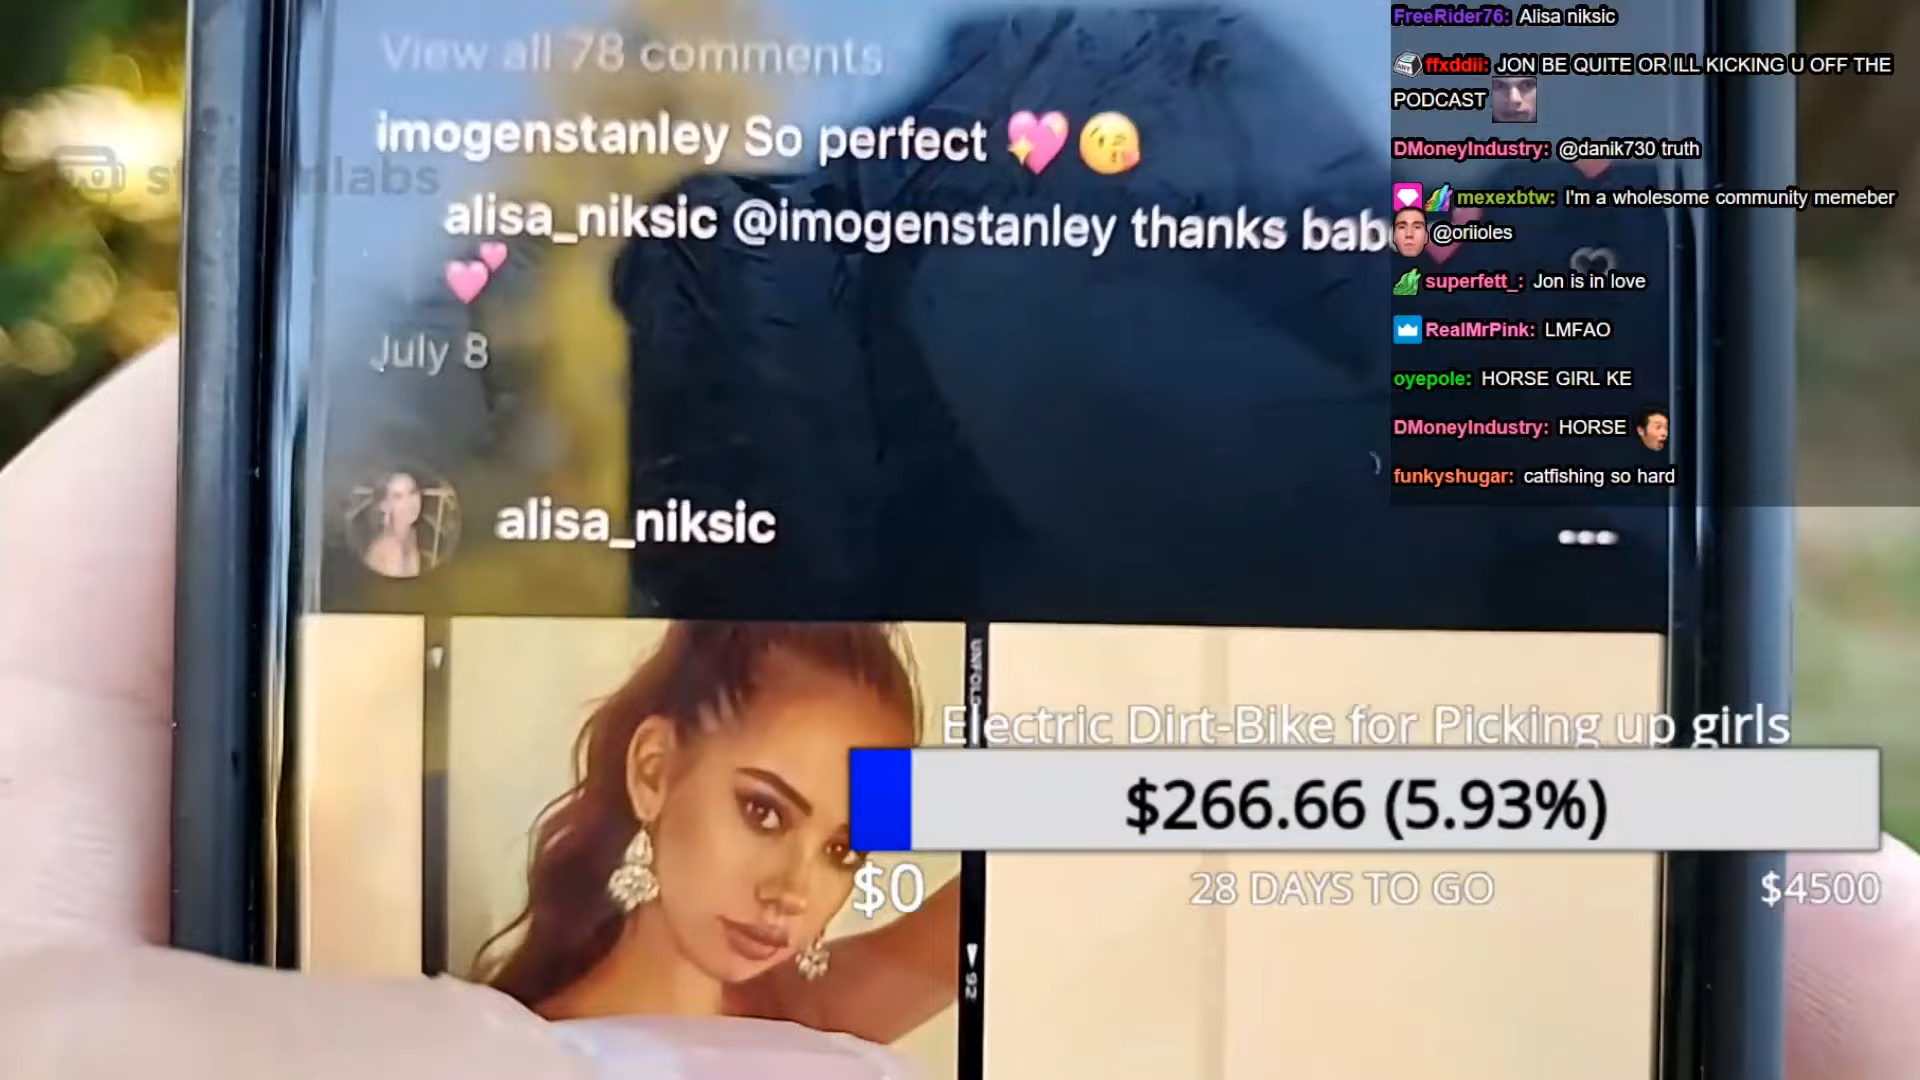 View all 78 comments
imogenstanley So perfect 💖😘
alisa_niksic @imogenstanley thanks bab
💕
July 8
alisa_niksic
streamlabs
UNFOLD
92
FreeRider76: Alisa niksic
ffxddii: JON BE QUITE OR ILL KICKING U OFF THE
PODCAST
DMoneyIndustry: @danik730 truth
mexexbtw: I'm a wholesome community memeber
@oriioles
superfett_: Jon is in love
RealMrPink: LMFAO
oyepole: HORSE GIRL KE
DMoneyIndustry: HORSE
funkyshugar: catfishing so hard
Electric Dirt-Bike for Picking up girls
$266.66 (5.93%)
$0
28 DAYS TO GO
$4500